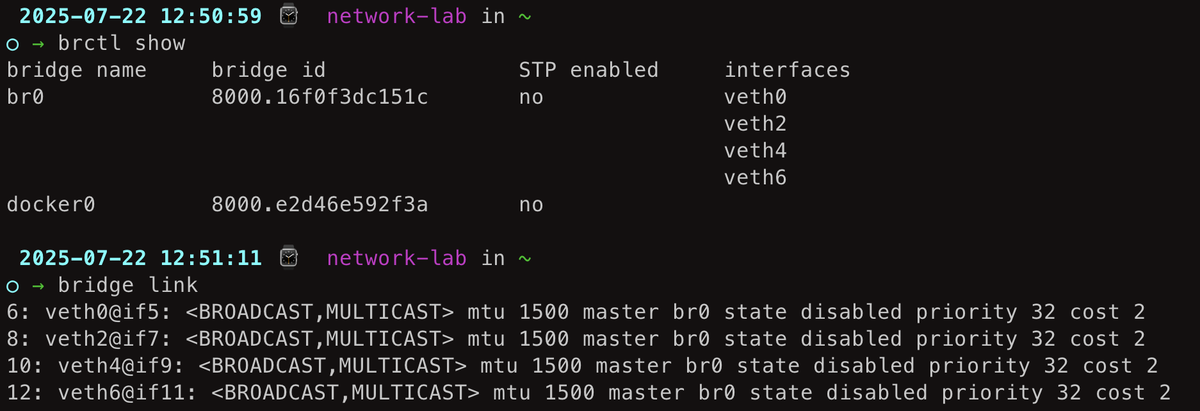 2025-07-22 12:50:59 ⌚ network-lab in ~
○ → brctl show
bridge name bridge id STP enabled interfaces
br0 8000.16f0f3dc151c no veth0
veth2
veth4
veth6
docker0 8000.e2d46e592f3a no
2025-07-22 12:51:11 ⌚ network-lab in ~
○ → bridge link
6: veth0@if5: <BROADCAST,MULTICAST> mtu 1500 master br0 state disabled priority 32 cost 2
8: veth2@if7: <BROADCAST,MULTICAST> mtu 1500 master br0 state disabled priority 32 cost 2
10: veth4@if9: <BROADCAST,MULTICAST> mtu 1500 master br0 state disabled priority 32 cost 2
12: veth6@if11: <BROADCAST,MULTICAST> mtu 1500 master br0 state disabled priority 32 cost 2